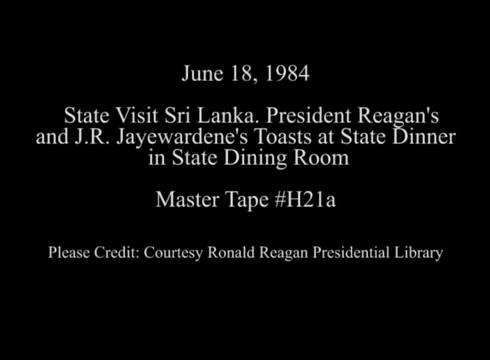 June 18, 1984
State Visit Sri Lanka. President Reagan's
and J.R. Jayewardene's Toasts at State Dinner
in State Dining Room
Master Tape #H21a
Please Credit: Courtesy Ronald Reagan Presidential Library